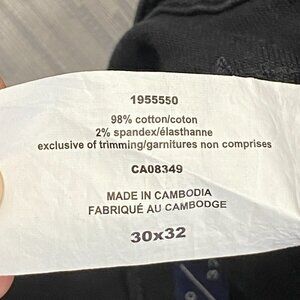 1955550
98% cotton/coton
2% spandex/élasthanne
exclusive of trimming/garnitures non comprises
CA08349
MADE IN CAMBODIA
FABRIQUÉ AU CAMBODGE
30x32